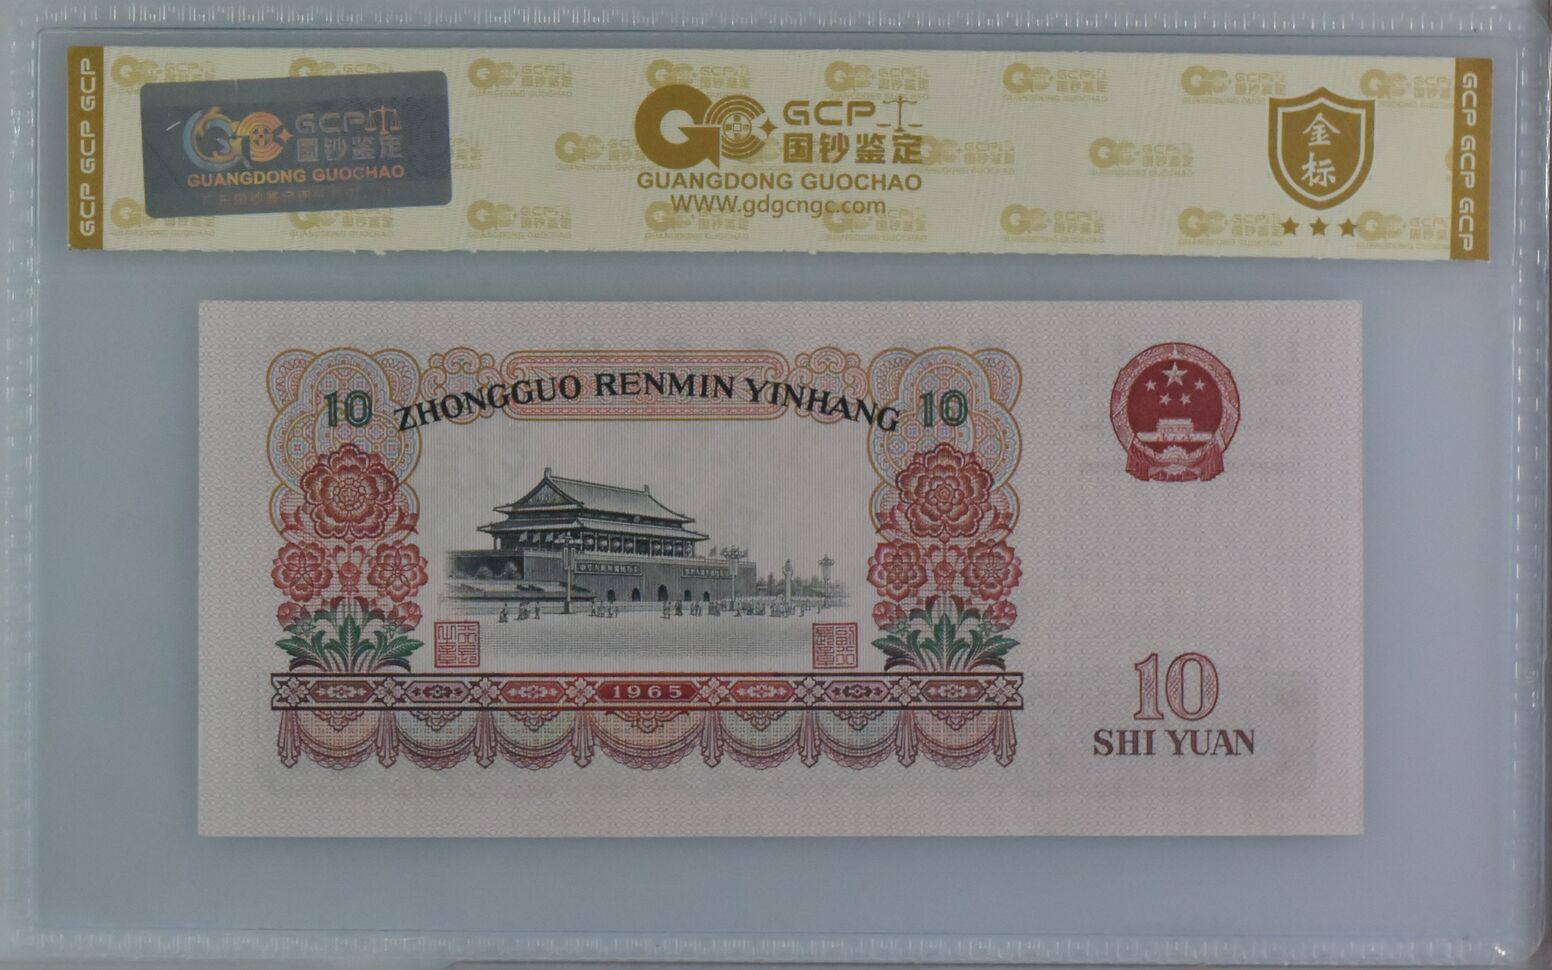 GCP GCP GCP
GCP 国钞鉴定
GUANGDONG GUOCHAO
GCP
国钞鉴定
GUANGDONG GUOCHAO
WWW.gdgcngc.com
金标
GCP GCP GCP
ZHONGGUO RENMIN YINHANG
10
10
1965
10
SHI YUAN